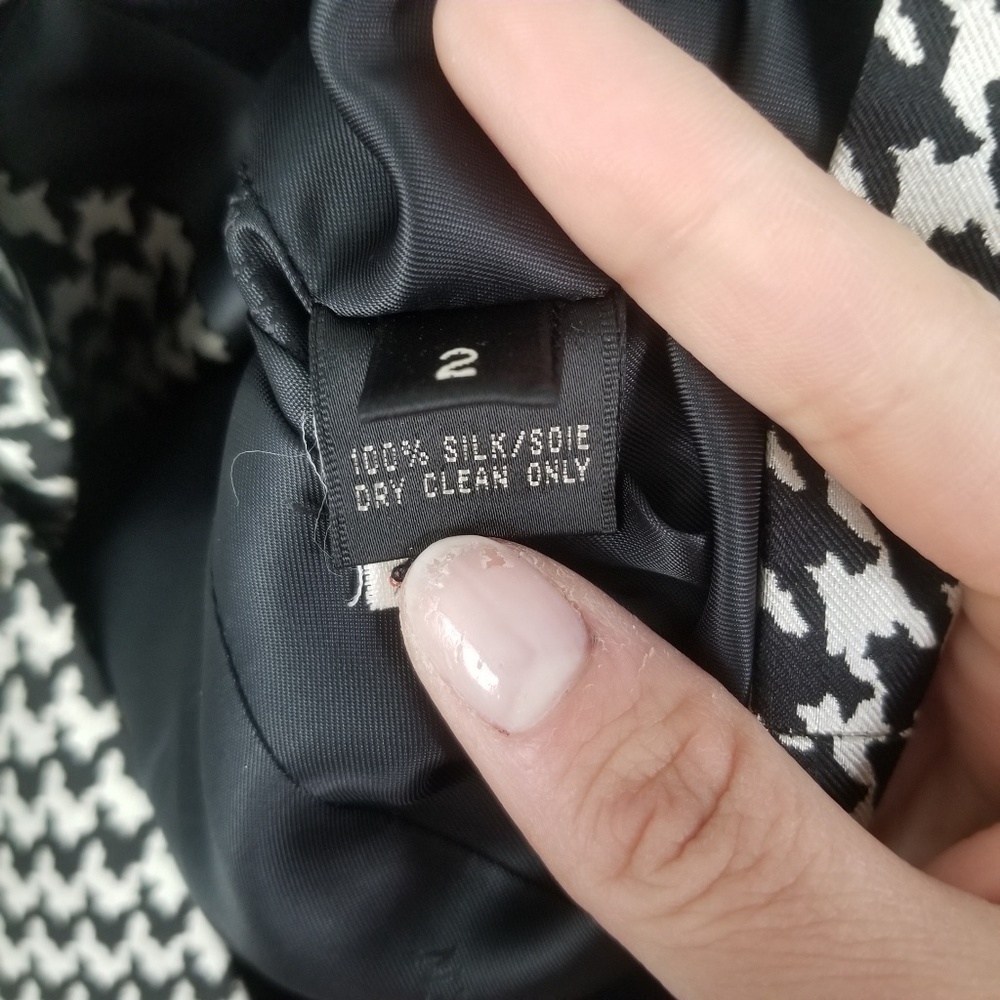 2
100% SILK/SOIE
DRY CLEAN ONLY